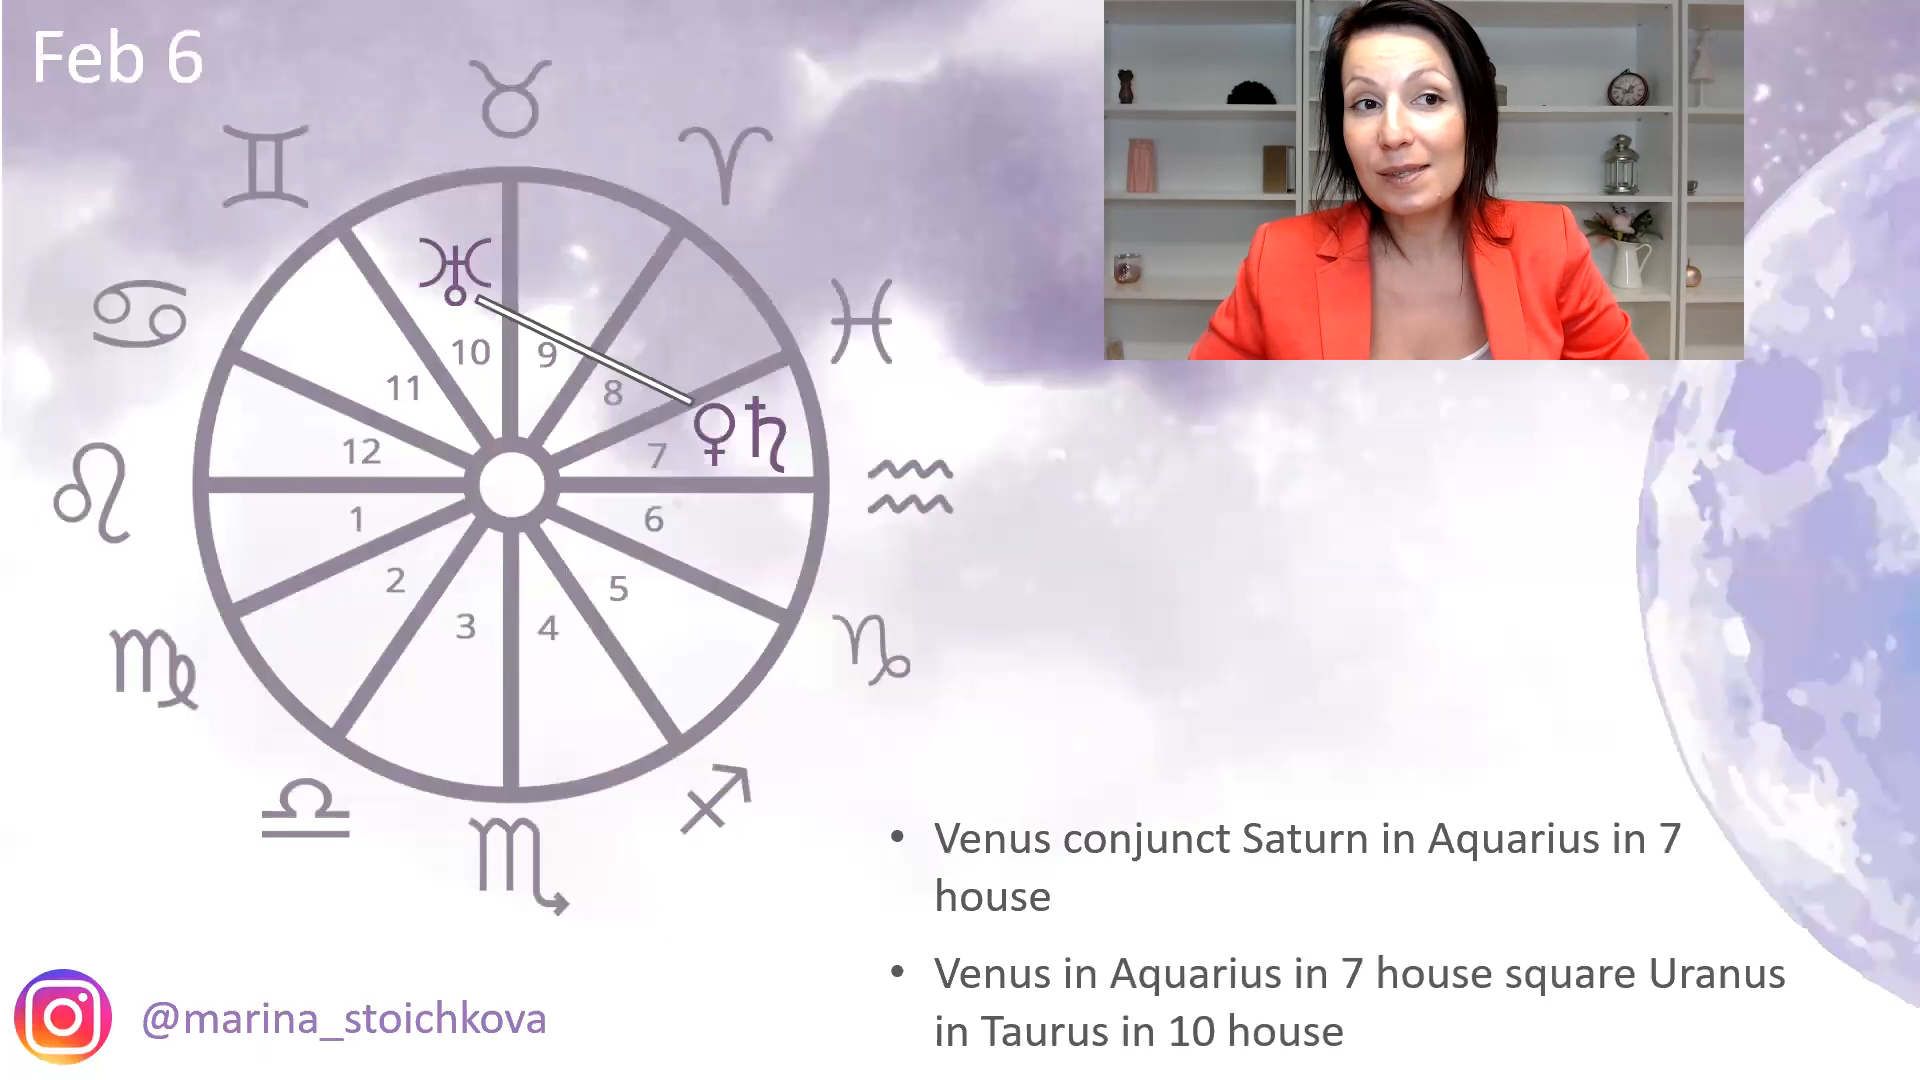 Feb 6
10
9
11
8
12
7
1
6
2
5
3
4
• Venus conjunct Saturn in Aquarius in 7
house
• Venus in Aquarius in 7 house square Uranus
in Taurus in 10 house
@marina_stoichkova